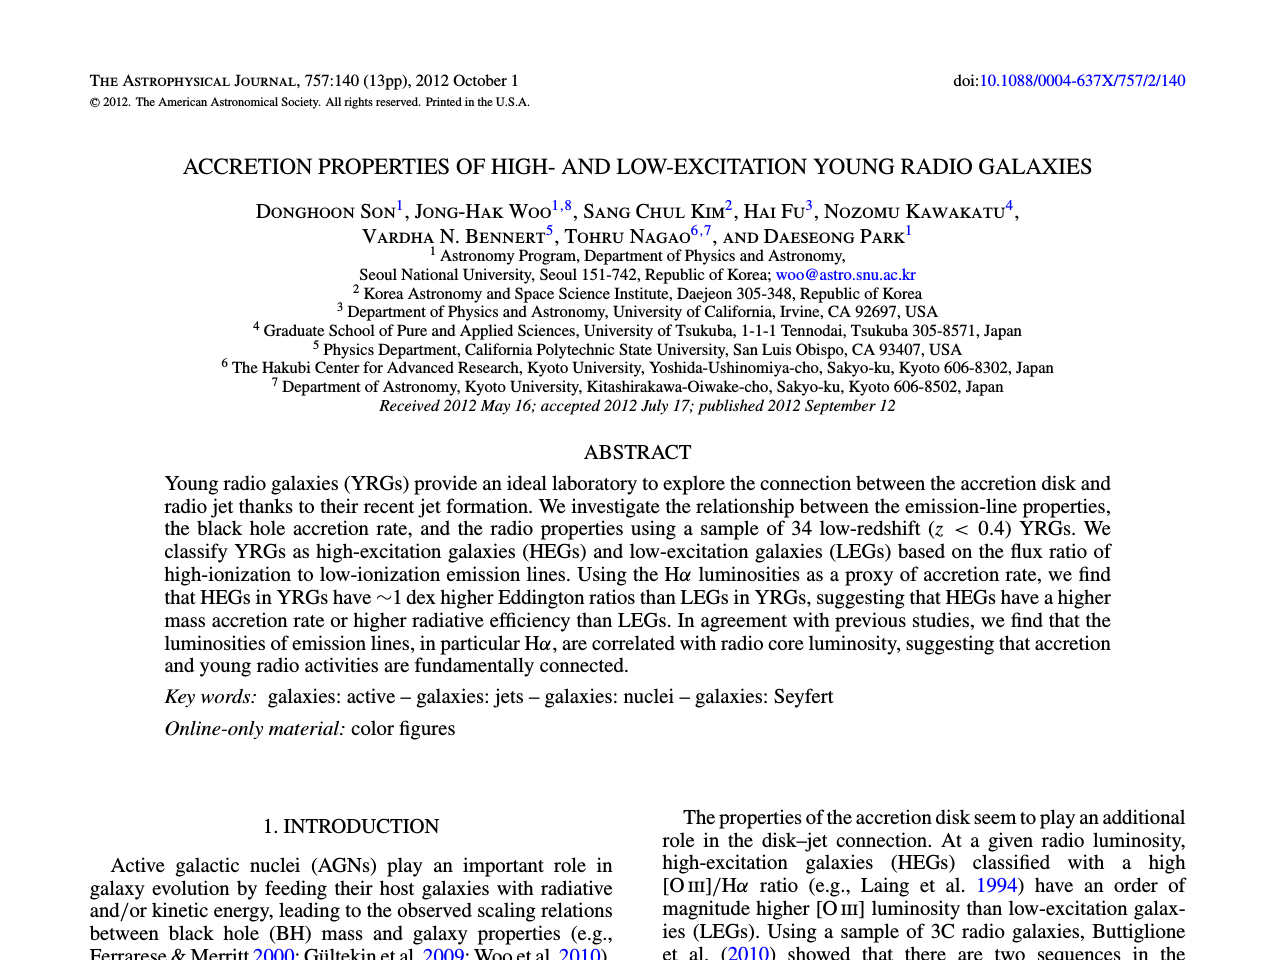 THE ASTROPHYSICAL JOURNAL, 757:140 (13pp), 2012 October 1
doi:10.1088/0004-637X/757/2/140
© 2012. The American Astronomical Society. All rights reserved. Printed in the U.S.A.
ACCRETION PROPERTIES OF HIGH- AND LOW-EXCITATION YOUNG RADIO GALAXIES
DONGHOON SON1, JONG-HAK WOO1,8, SANG CHUL KIM2, HAI FU3, NOZOMU KAWAKATU4,
VARDHA N. BENNERT5, TOHRU NAGAO6,7, AND DAESEONG PARK1
1 Astronomy Program, Department of Physics and Astronomy,
Seoul National University, Seoul 151-742, Republic of Korea; woo@astro.snu.ac.kr
2 Korea Astronomy and Space Science Institute, Daejeon 305-348, Republic of Korea
3 Department of Physics and Astronomy, University of California, Irvine, CA 92697, USA
4 Graduate School of Pure and Applied Sciences, University of Tsukuba, 1-1-1 Tennodai, Tsukuba 305-8571, Japan
5 Physics Department, California Polytechnic State University, San Luis Obispo, CA 93407, USA
6 The Hakubi Center for Advanced Research, Kyoto University, Yoshida-Ushinomiya-cho, Sakyo-ku, Kyoto 606-8302, Japan
7 Department of Astronomy, Kyoto University, Kitashirakawa-Oiwake-cho, Sakyo-ku, Kyoto 606-8502, Japan
Received 2012 May 16; accepted 2012 July 17; published 2012 September 12
ABSTRACT
Young radio galaxies (YRGs) provide an ideal laboratory to explore the connection between the accretion disk and
radio jet thanks to their recent jet formation. We investigate the relationship between the emission-line properties,
the black hole accretion rate, and the radio properties using a sample of 34 low-redshift (z < 0.4) YRGs. We
classify YRGs as high-excitation galaxies (HEGs) and low-excitation galaxies (LEGs) based on the flux ratio of
high-ionization to low-ionization emission lines. Using the Hα luminosities as a proxy of accretion rate, we find
that HEGs in YRGs have ∼1 dex higher Eddington ratios than LEGs in YRGs, suggesting that HEGs have a higher
mass accretion rate or higher radiative efficiency than LEGs. In agreement with previous studies, we find that the
luminosities of emission lines, in particular Hα, are correlated with radio core luminosity, suggesting that accretion
and young radio activities are fundamentally connected.
Key words: galaxies: active – galaxies: jets – galaxies: nuclei – galaxies: Seyfert
Online-only material: color figures
1. INTRODUCTION
Active galactic nuclei (AGNs) play an important role in
galaxy evolution by feeding their host galaxies with radiative
and/or kinetic energy, leading to the observed scaling relations
between black hole (BH) mass and galaxy properties (e.g.,
Ferrarese & Merritt 2000; Gültekin et al. 2009; Woo et al. 2010).
The properties of the accretion disk seem to play an additional
role in the disk–jet connection. At a given radio luminosity,
high-excitation galaxies (HEGs) classified with a high
[O III]/Hα ratio (e.g., Laing et al. 1994) have an order of
magnitude higher [O III] luminosity than low-excitation galax-
ies (LEGs). Using a sample of 3C radio galaxies, Buttiglione
et al. (2010) showed that there are two sequences in the